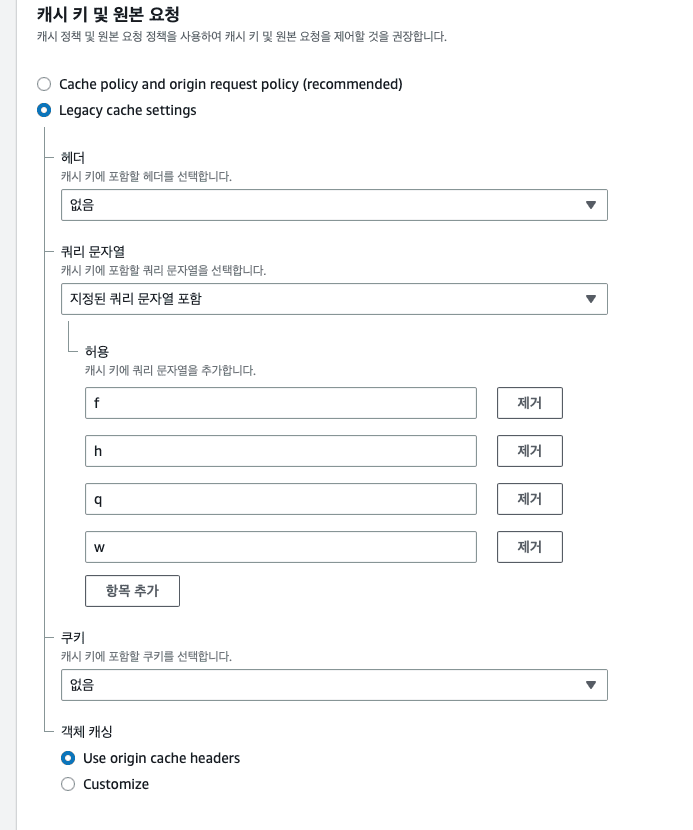 캐시 키 및 원본 요청
캐시 정책 및 원본 요청 정책을 사용하여 캐시 키 및 원본 요청을 제어할 것을 권장합니다.
Cache policy and origin request policy (recommended)
Legacy cache settings
헤더
캐시 키에 포함할 헤더를 선택합니다.
없음
쿼리 문자열
캐시 키에 포함할 쿼리 문자열을 선택합니다.
지정된 쿼리 문자열 포함
허용
캐시 키에 쿼리 문자열을 추가합니다.
f 제거
h 제거
q 제거
w 제거
항목 추가
쿠키
캐시 키에 포함할 쿠키를 선택합니다.
없음
객체 캐싱
Use origin cache headers
Customize